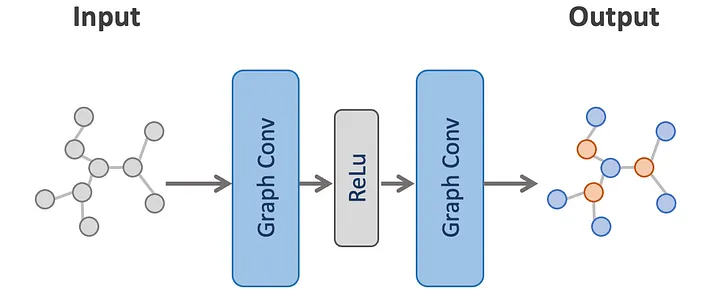 Input
Output
Graph Conv
ReLu
Graph Conv